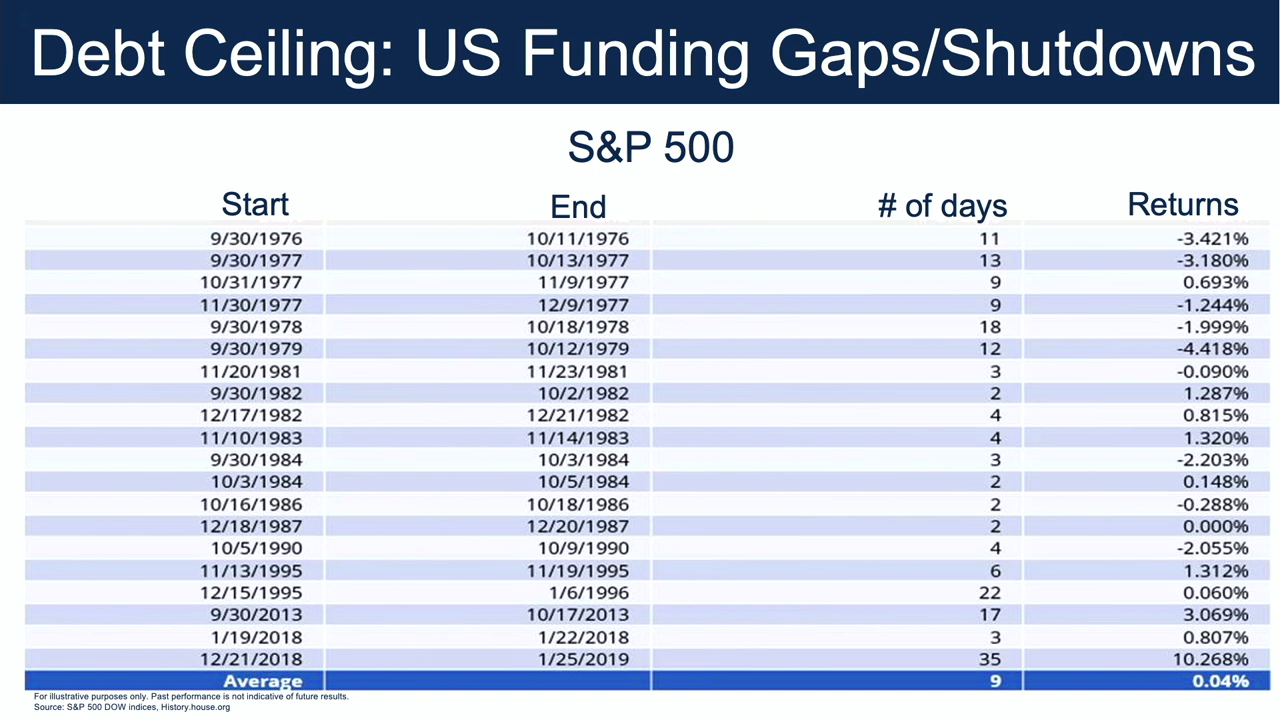 Debt Ceiling: US Funding Gaps/Shutdowns
S&P 500
Start End # of days Returns
9/30/1976 10/11/1976 11 -3.421%
9/30/1977 10/13/1977 13 -3.180%
10/31/1977 11/9/1977 9 0.693%
11/30/1977 12/9/1977 9 -1.244%
9/30/1978 10/18/1978 18 -1.999%
9/30/1979 10/12/1979 12 -4.418%
11/20/1981 11/23/1981 3 -0.090%
9/30/1982 10/2/1982 2 1.287%
12/17/1982 12/21/1982 4 0.815%
11/10/1983 11/14/1983 4 1.320%
9/30/1984 10/3/1984 3 -2.203%
10/3/1984 10/5/1984 2 0.148%
10/16/1986 10/18/1986 2 -0.288%
12/18/1987 12/20/1987 2 0.000%
10/5/1990 10/9/1990 4 -2.055%
11/13/1995 11/19/1995 6 1.312%
12/15/1995 1/6/1996 22 0.060%
9/30/2013 10/17/2013 17 3.069%
1/19/2018 1/22/2018 3 0.807%
12/21/2018 1/25/2019 35 10.268%
Average 9 0.04%
For illustrative purposes only. Past performance is not indicative of future results.
Source: S&P 500 DOW indices, History.house.org